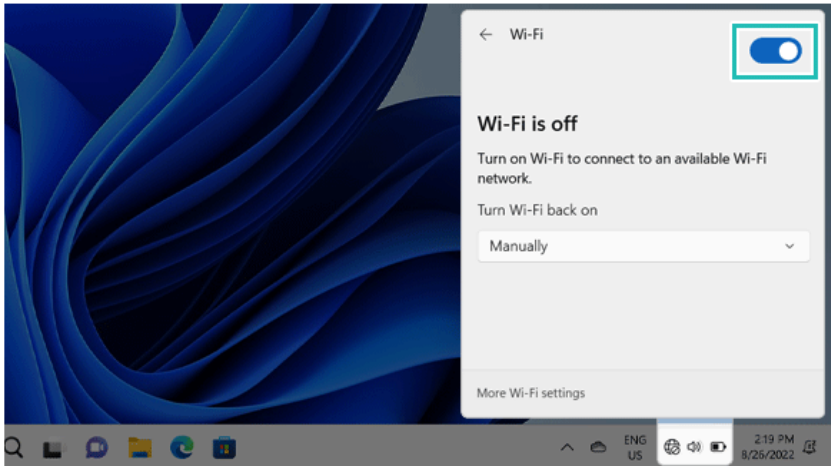 Wi-Fi
Wi-Fi is off
Turn on Wi-Fi to connect to an available Wi-Fi
network.
Turn Wi-Fi back on
Manually
More Wi-Fi settings
ENG
US
2:19 PM
8/26/2022